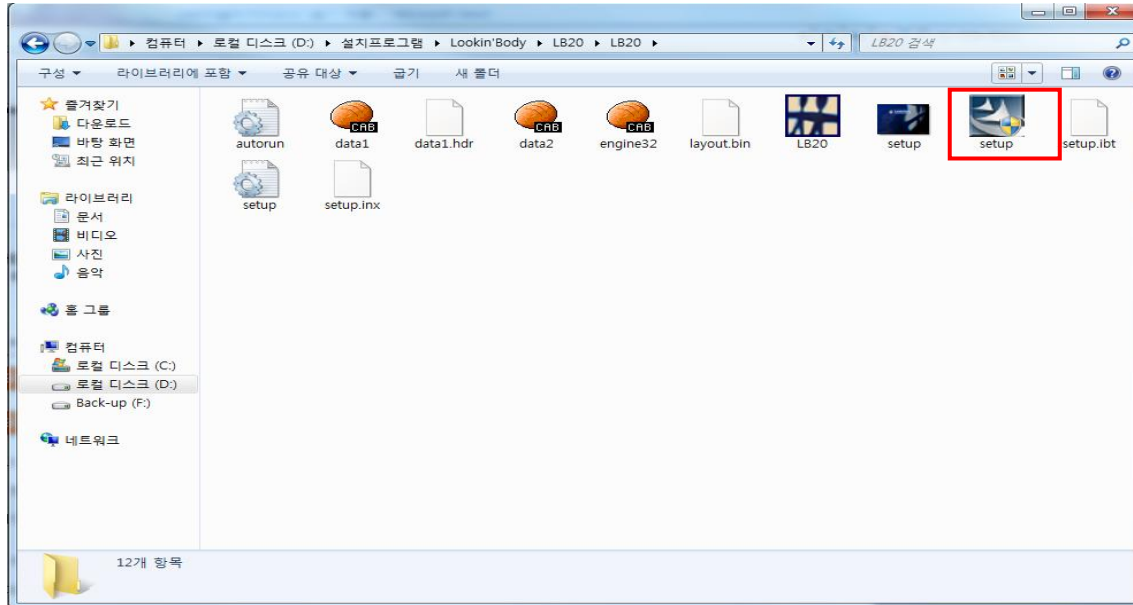 컴퓨터 ▸ 로컬 디스크 (D:) ▸ 설치프로그램 ▸ Lookin'Body ▸ LB20 ▸ LB20 ▸
LB20 검색
구성 라이브러리에 포함 공유 대상 굽기 새 폴더
즐겨찾기
다운로드
바탕 화면
최근 위치
라이브러리
문서
비디오
사진
음악
홈 그룹
컴퓨터
로컬 디스크 (C:)
로컬 디스크 (D:)
Back-up (F:)
네트워크
CAB CAB CAB
autorun data1 data1.hdr data2 engine32 layout.bin LB20 setup setup setup.ibt
setup setup.inx
12개 항목